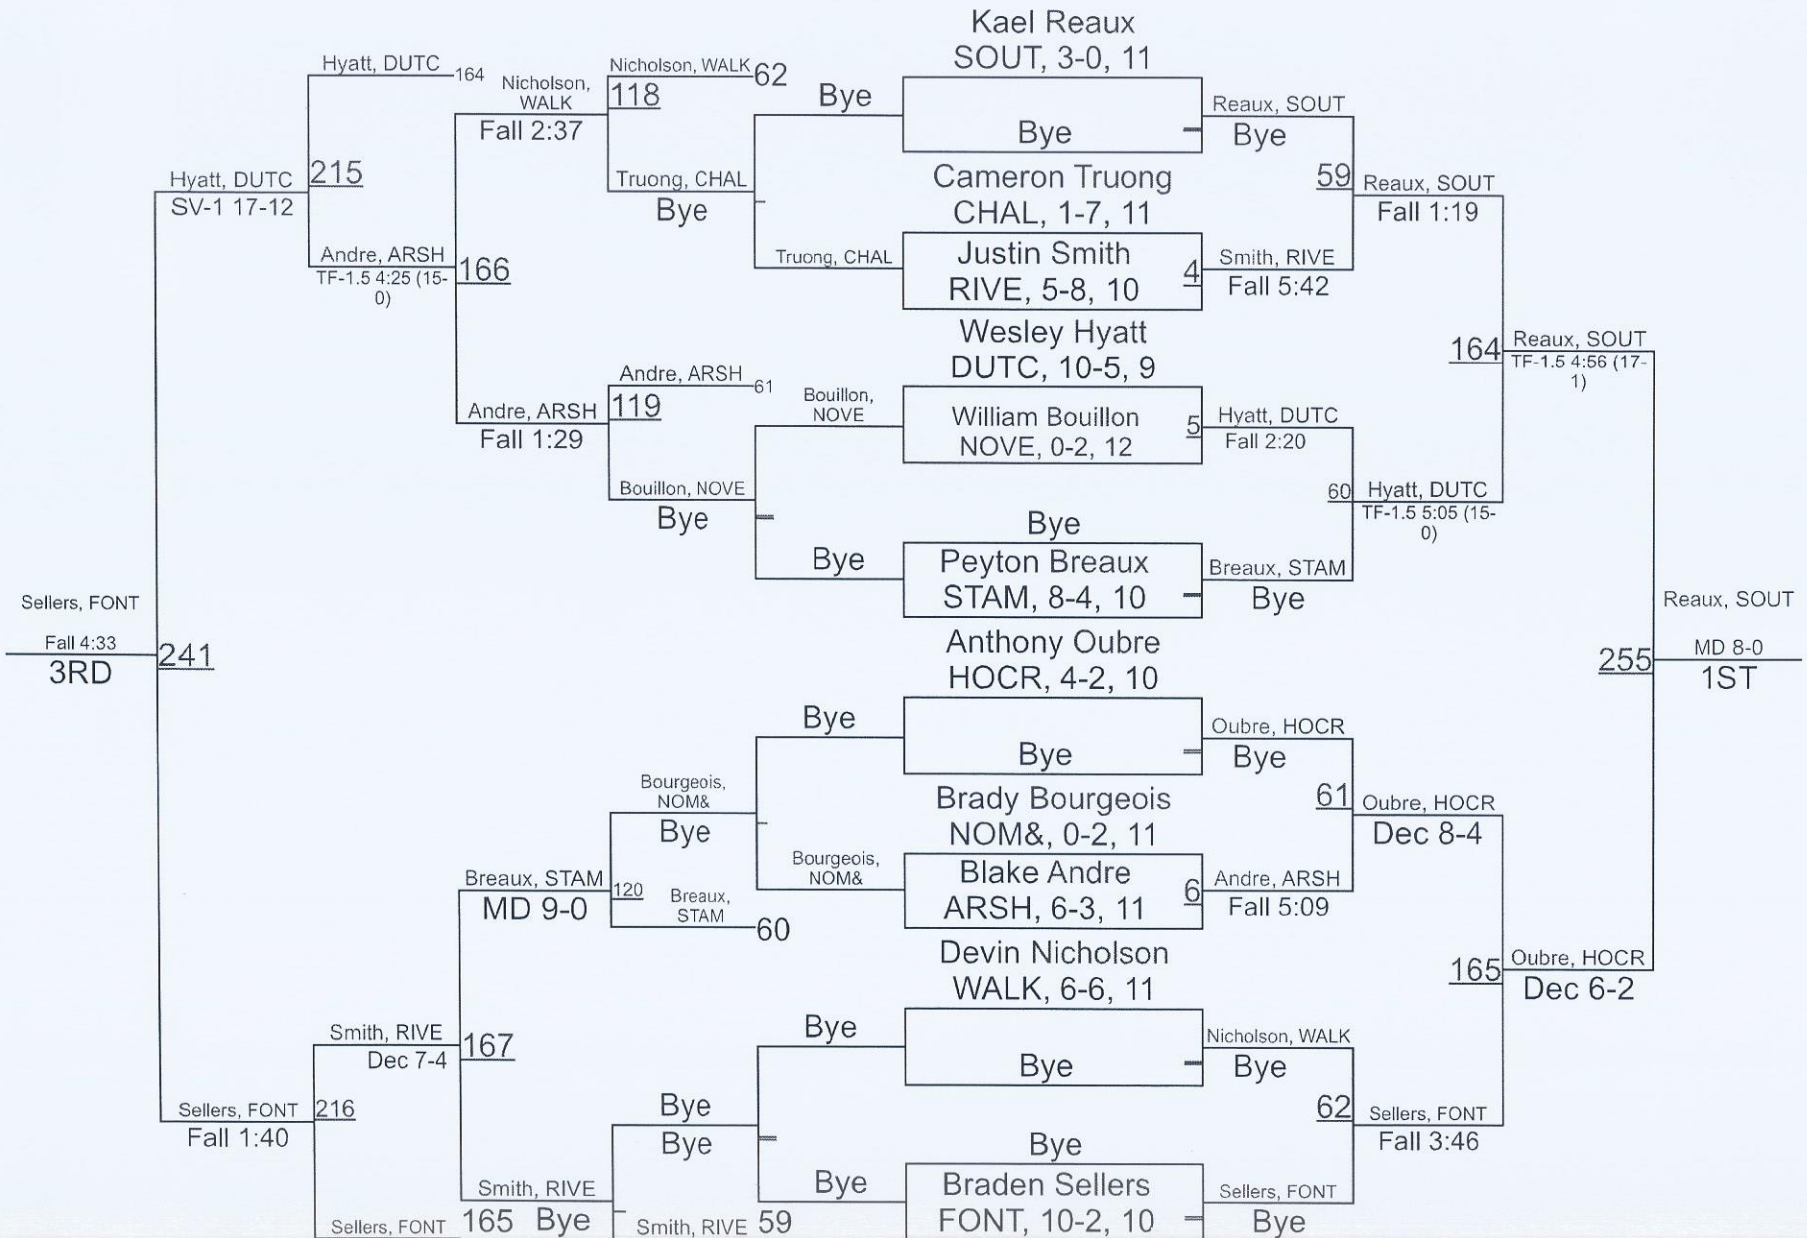 Kael Reaux
SOUT, 3-0, 11
Bye
Cameron Truong
CHAL, 1-7, 11
Justin Smith
RIVE, 5-8, 10
4
Wesley Hyatt
DUTC, 10-5, 9
William Bouillon
NOVE, 0-2, 12
5
Bye
Peyton Breaux
STAM, 8-4, 10
Anthony Oubre
HOCR, 4-2, 10
Bye
Brady Bourgeois
NOM&, 0-2, 11
Blake Andre
ARSH, 6-3, 11
6
Devin Nicholson
WALK, 6-6, 11
Bye
Bye
Braden Sellers
FONT, 10-2, 10
Reaux, SOUT
Bye
59
Smith, RIVE
Fall 5:42
Hyatt, DUTC
Fall 2:20
60
Breaux, STAM
Bye
Oubre, HOCR
Bye
61
Andre, ARSH
Fall 5:09
Nicholson, WALK
Bye
62
Sellers, FONT
Bye
Reaux, SOUT
Fall 1:19
164
Hyatt, DUTC
TF-1.5 5:05 (15-
0)
Oubre, HOCR
Dec 8-4
165
Sellers, FONT
Fall 3:46
Reaux, SOUT
TF-1.5 4:56 (17-
1)
255
Oubre, HOCR
Dec 6-2
Reaux, SOUT
MD 8-0
1ST
Bye
Truong, CHAL
Bouillon,
NOVE
Bye
Bye
Bourgeois,
NOM&
Bye
Bye
Nicholson, WALK 62
118
Truong, CHAL
Bye
Andre, ARSH 61
119
Bouillon, NOVE
Bye
Bourgeois,
NOM&
Bye
120
Breaux,
STAM
60
Bye
Bye
Smith, RIVE 59
Nicholson,
WALK
Fall 2:37
166
Andre, ARSH
Fall 1:29
Breaux, STAM
MD 9-0
167
Smith, RIVE
Bye
Hyatt, DUTC 164
215
Andre, ARSH
TF-1.5 4:25 (15-
0)
Smith, RIVE
Dec 7-4
216
Sellers, FONT 165
Hyatt, DUTC
SV-1 17-12
241
Sellers, FONT
Fall 1:40
Sellers, FONT
Fall 4:33
3RD